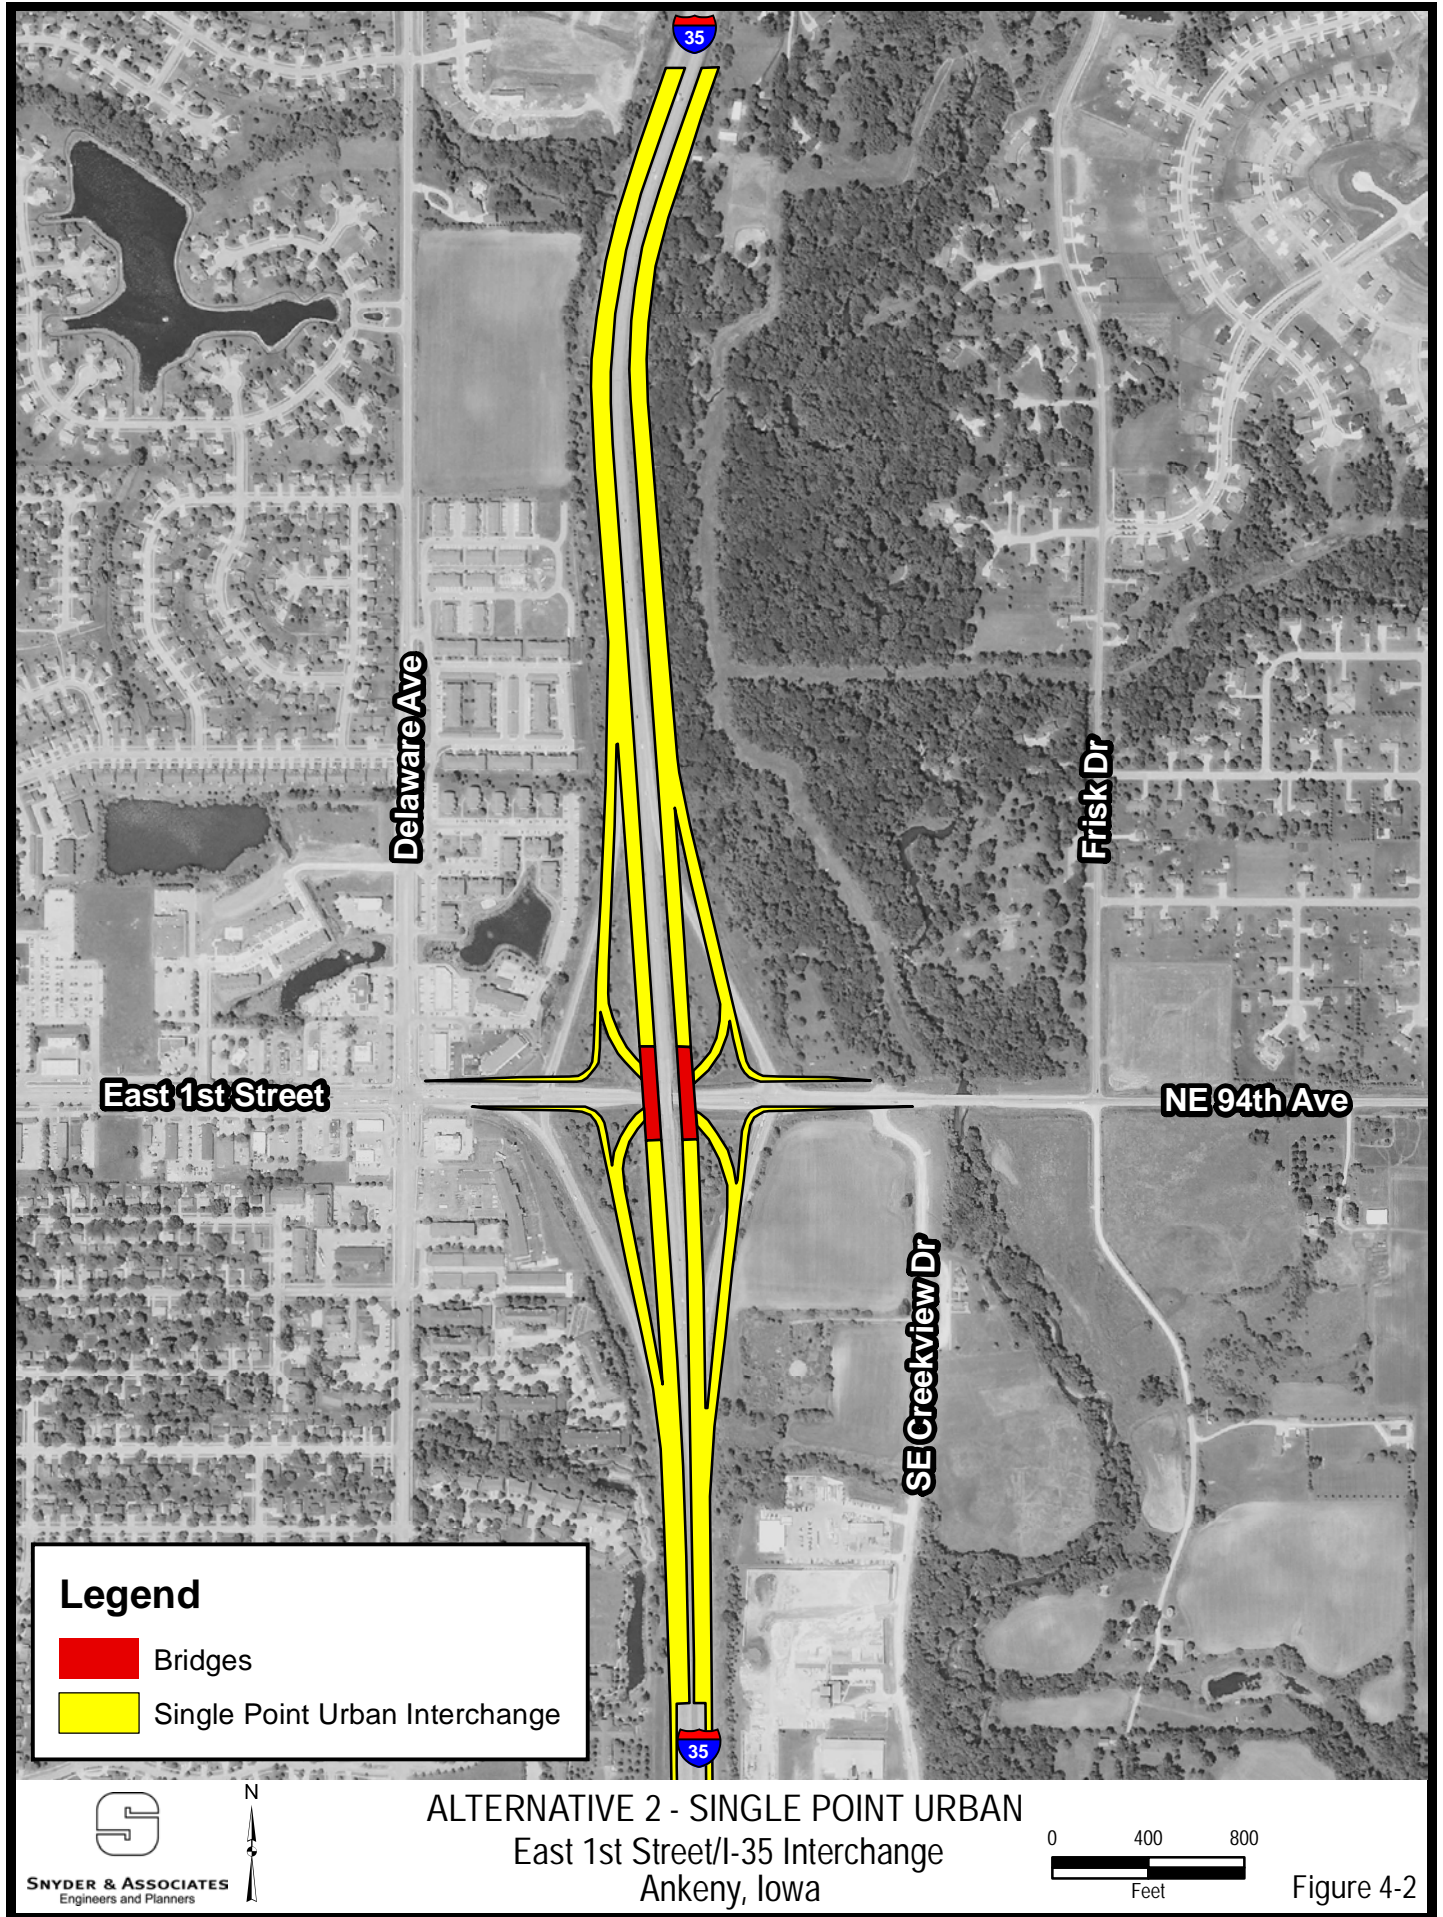 35
Delaware Ave
Frisk Dr
East 1st Street
NE 94th Ave
SE Creekview Dr
Legend
Bridges
Single Point Urban Interchange
35
N
SNYDER & ASSOCIATES
Engineers and Planners
ALTERNATIVE 2 - SINGLE POINT URBAN
East 1st Street/I-35 Interchange
Ankeny, Iowa
0 400 800
Feet
Figure 4-2